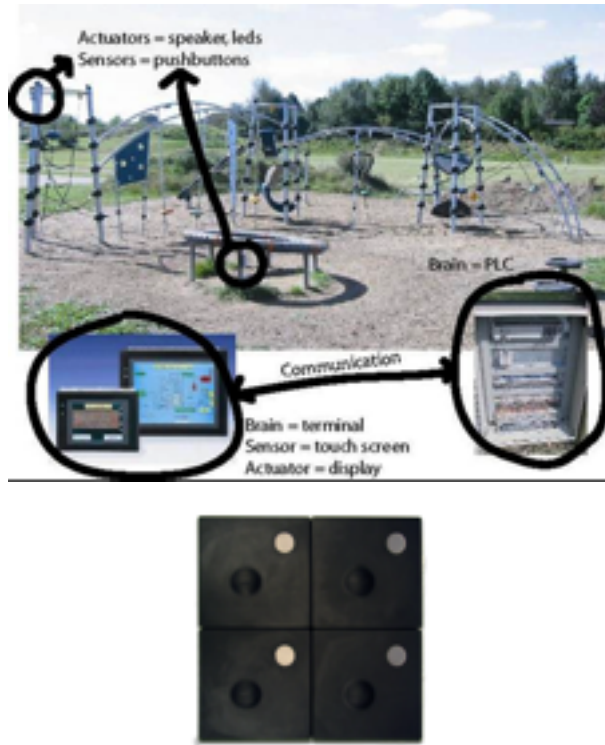 Actuators = speaker, leds
Sensors = pushbuttons
Brain = PLC
Communication
Brain = terminal
Sensor = touch screen
Actuator = display